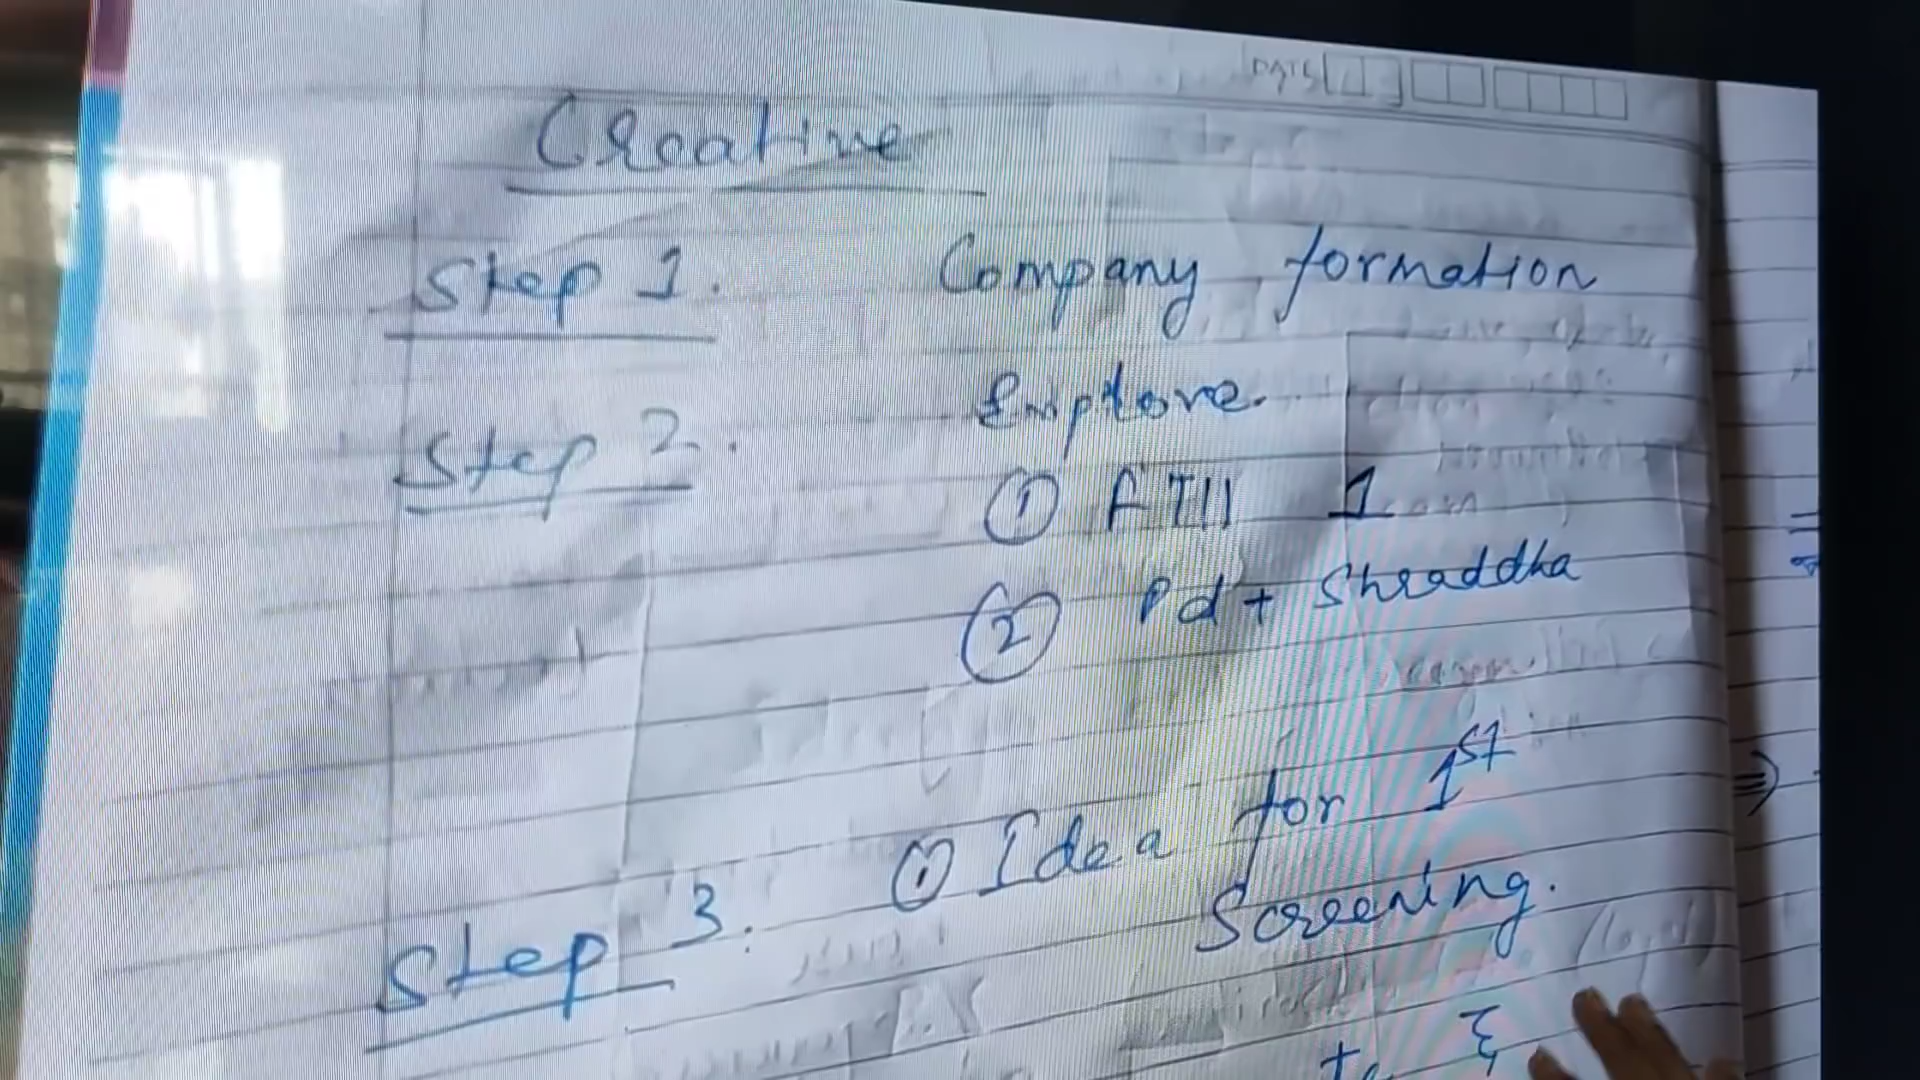 DATE
Creative
Step 1. Company formation
Step 2. Explore.
① FTII 1
② Pd + Shraddha
Step 3: ① Idea for 1st
Screening.